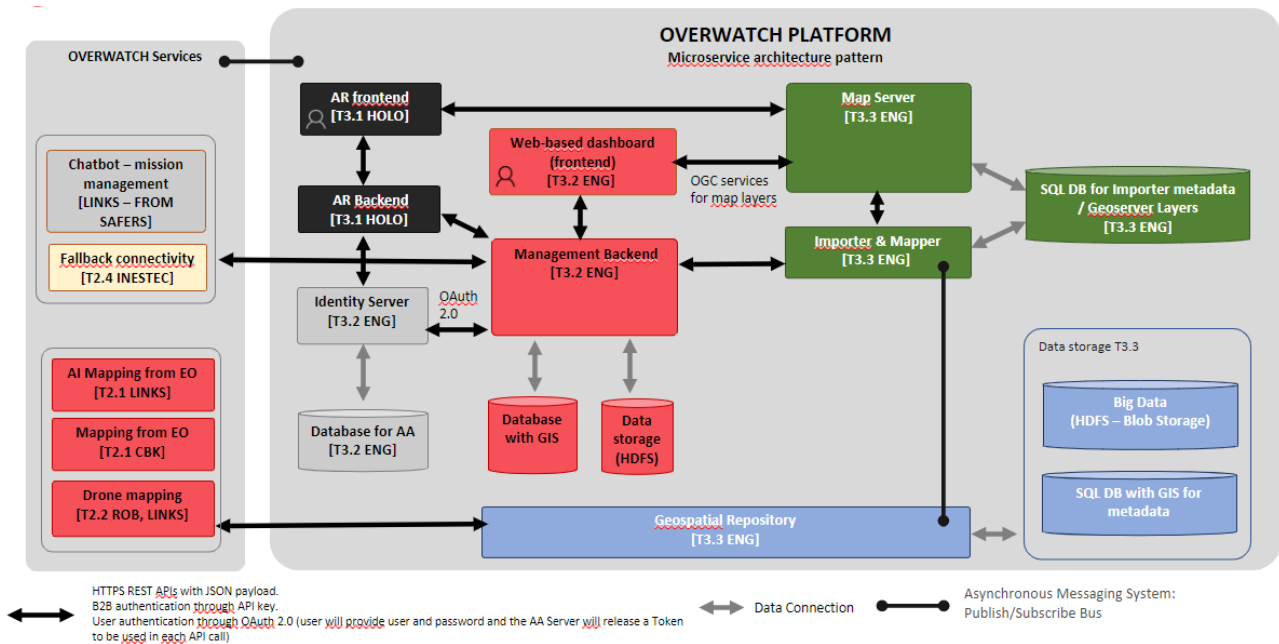 OVERWATCH PLATFORM
Microservice architecture pattern
OVERWATCH Services
AR frontend
[T3.1 HOLO]
Map Server
[T3.3 ENG]
Web-based dashboard
(frontend)
[T3.2 ENG]
Chatbot – mission
management
[LINKS – FROM
SAFERS]
OGC services
for map layers
SQL DB for Importer metadata
/ Geoserver Layers
[T3.3 ENG]
AR Backend
[T3.1 HOLO]
Fallback connectivity
[T2.4 INESTEC]
Management Backend
[T3.2 ENG]
Importer & Mapper
[T3.3 ENG]
Identity Server
[T3.2 ENG]
OAuth
2.0
Data storage T3.3
AI Mapping from EO
[T2.1 LINKS]
Mapping from EO
[T2.1 CBK]
Drone mapping
[T2.2 ROB, LINKS]
Database for AA
[T3.2 ENG]
Database
with GIS
Data
storage
(HDFS)
Big Data
(HDFS – Blob Storage)
SQL DB with GIS for
metadata
Geospatial Repository
[T3.3 ENG]
HTTPS REST APIs with JSON payload.
B2B authentication through API key.
User authentication through OAuth 2.0 (user will provide user and password and the AA Server will release a Token
to be used in each API call)
Data Connection
Asynchronous Messaging System:
Publish/Subscribe Bus